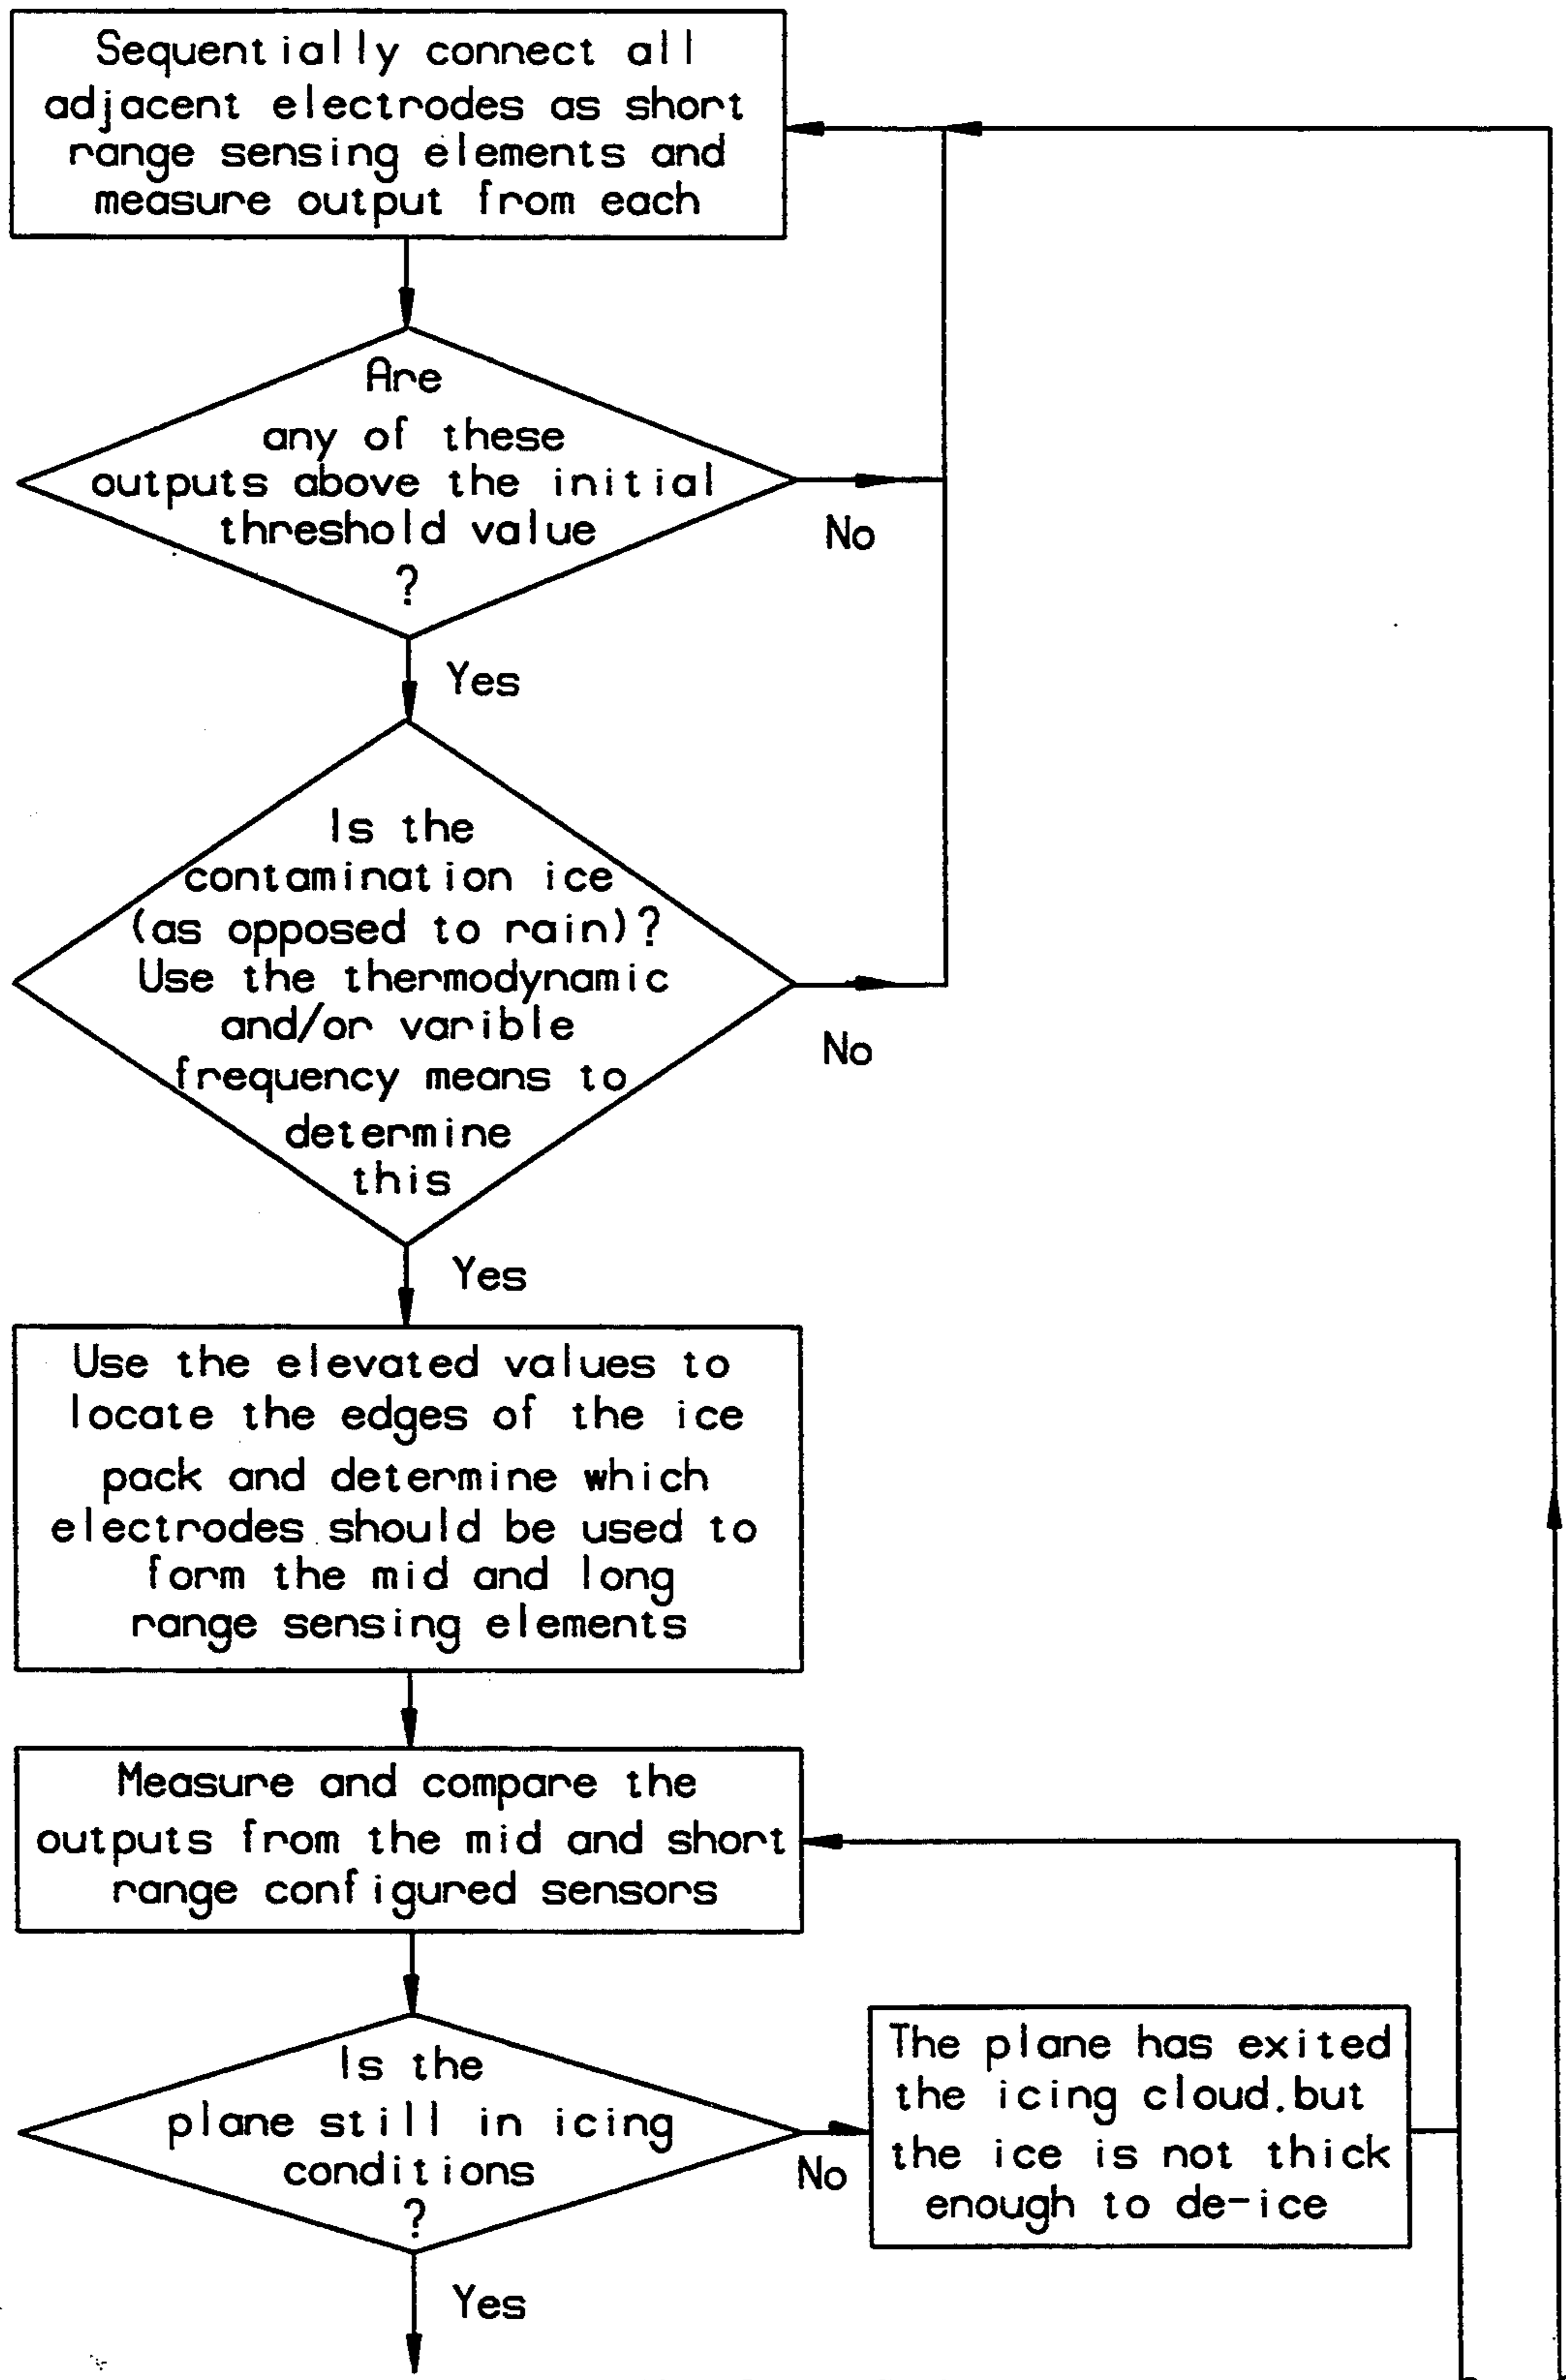 Sequentially connect all
adjacent electrodes as short
range sensing elements and
measure output from each
Are
any of these
outputs above the initial
threshold value
?
No
Yes
Is the
contamination ice
(as opposed to rain)?
Use the thermodynamic
and/or varible
frequency means to
determine
this
No
Yes
Use the elevated values to
locate the edges of the ice
pack and determine which
electrodes should be used to
form the mid and long
range sensing elements
Measure and compare the
outputs from the mid and short
range configured sensors
Is the
plane still in icing
conditions
?
No
The plane has exited
the icing cloud.but
the ice is not thick
enough to de-ice
Yes